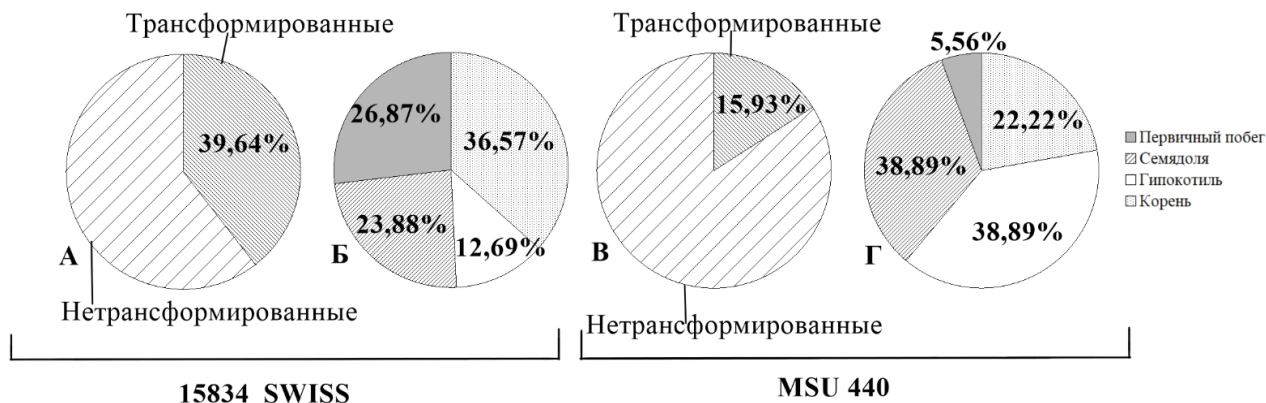 Трансформированные
39,64%
А
Нетрансформированные
26,87%
36,57%
23,88%
12,69%
Б
15834 SWISS
Трансформированные
15,93%
В
Нетрансформированные
5,56%
22,22%
38,89%
38,89%
Г
MSU 440
Первичный побег
Семядоля
Гипокотиль
Корень